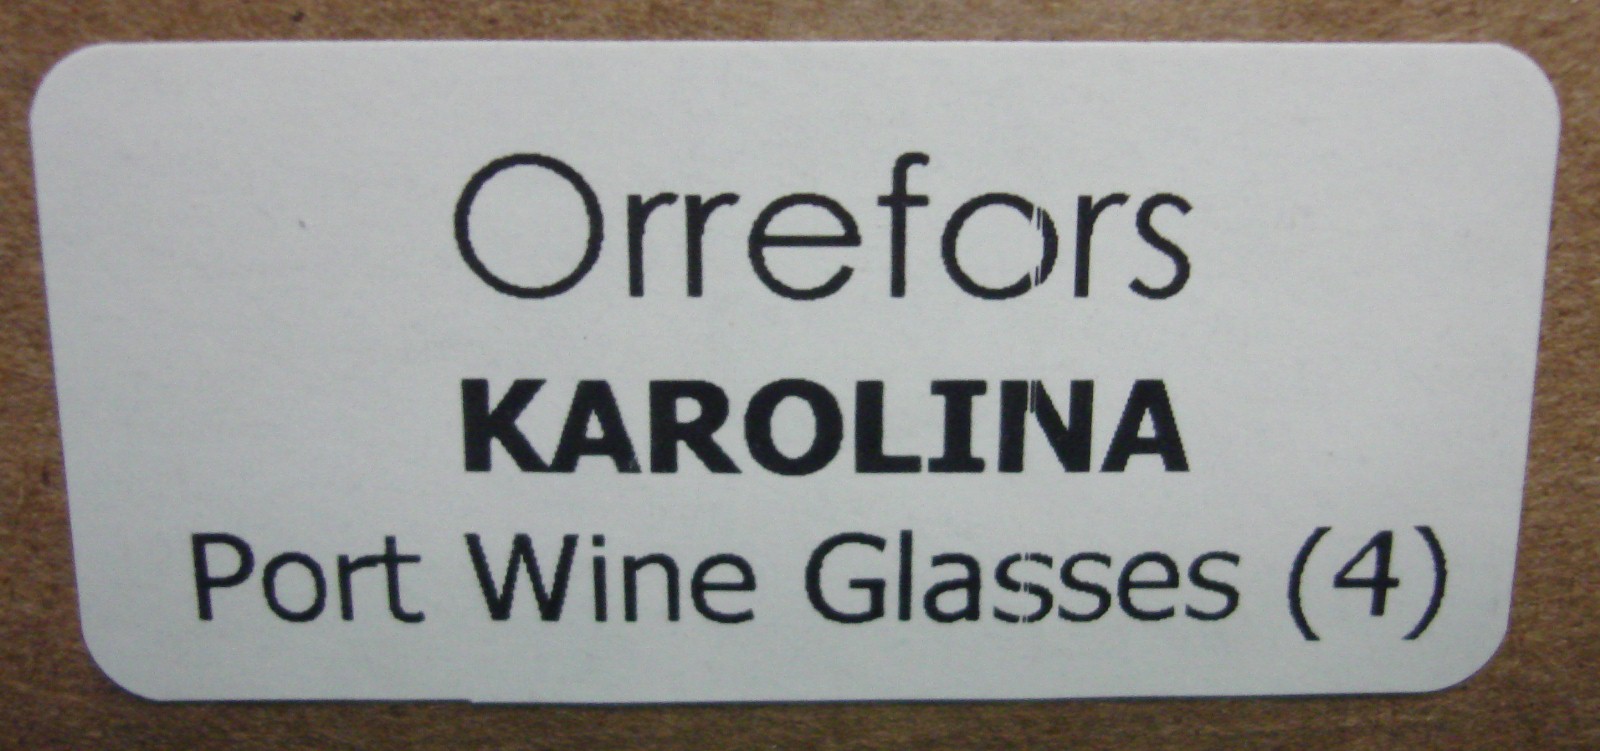 Orrefors
KAROLINA
Port Wine Glasses (4)